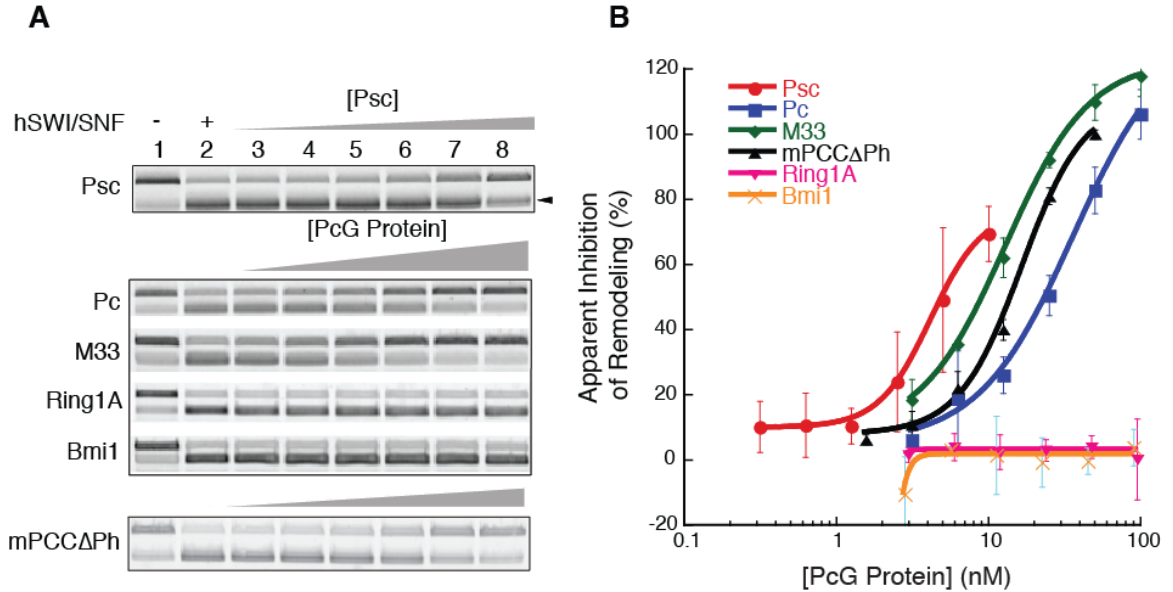 A
[Psc]
hSWI/SNF - +
1 2 3 4 5 6 7 8
Psc
[PcG Protein]
Pc
M33
Ring1A
Bmi1
mPCCΔPh
B
Psc
Pc
M33
mPCCΔPh
Ring1A
Bmi1
120
100
80
60
40
20
0
-20
Apparent Inhibition
of Remodeling (%)
0.1 1 10 100
[PcG Protein] (nM)